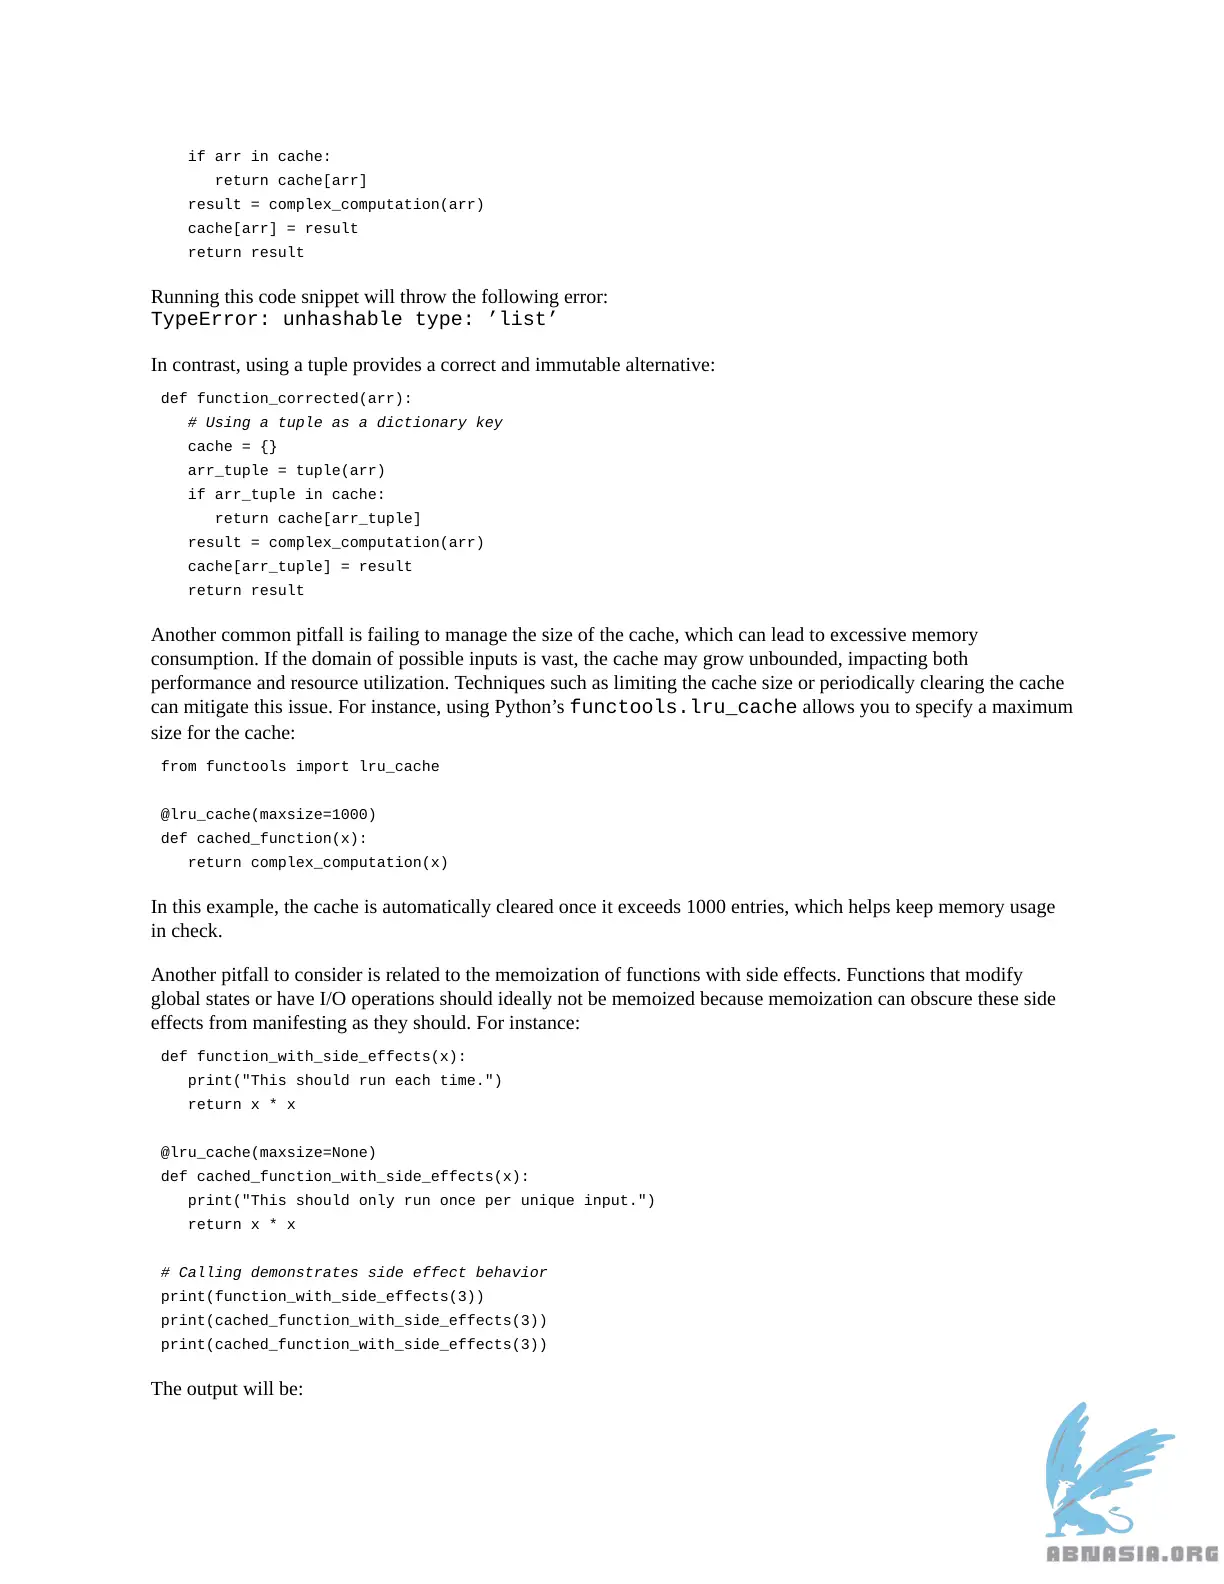 if arr in cache:
return cache[arr]
result = complex_computation(arr)
cache[arr] = result
return result
Running this code snippet will throw the following error:
TypeError: unhashable type: ’list’
In contrast, using a tuple provides a correct and immutable alternative:
def function_corrected(arr):
# Using a tuple as a dictionary key
cache = {}
arr_tuple = tuple(arr)
if arr_tuple in cache:
return cache[arr_tuple]
result = complex_computation(arr)
cache[arr_tuple] = result
return result
Another common pitfall is failing to manage the size of the cache, which can lead to excessive memory
consumption. If the domain of possible inputs is vast, the cache may grow unbounded, impacting both
performance and resource utilization. Techniques such as limiting the cache size or periodically clearing the cache
can mitigate this issue. For instance, using Python’s functools.lru_cache allows you to specify a maximum
size for the cache:
from functools import lru_cache
@lru_cache(maxsize=1000)
def cached_function(x):
return complex_computation(x)
In this example, the cache is automatically cleared once it exceeds 1000 entries, which helps keep memory usage
in check.
Another pitfall to consider is related to the memoization of functions with side effects. Functions that modify
global states or have I/O operations should ideally not be memoized because memoization can obscure these side
effects from manifesting as they should. For instance:
def function_with_side_effects(x):
print("This should run each time.")
return x * x
@lru_cache(maxsize=None)
def cached_function_with_side_effects(x):
print("This should only run once per unique input.")
return x * x
# Calling demonstrates side effect behavior
print(function_with_side_effects(3))
print(cached_function_with_side_effects(3))
print(cached_function_with_side_effects(3))
The output will be:
ABNASIA.ORG